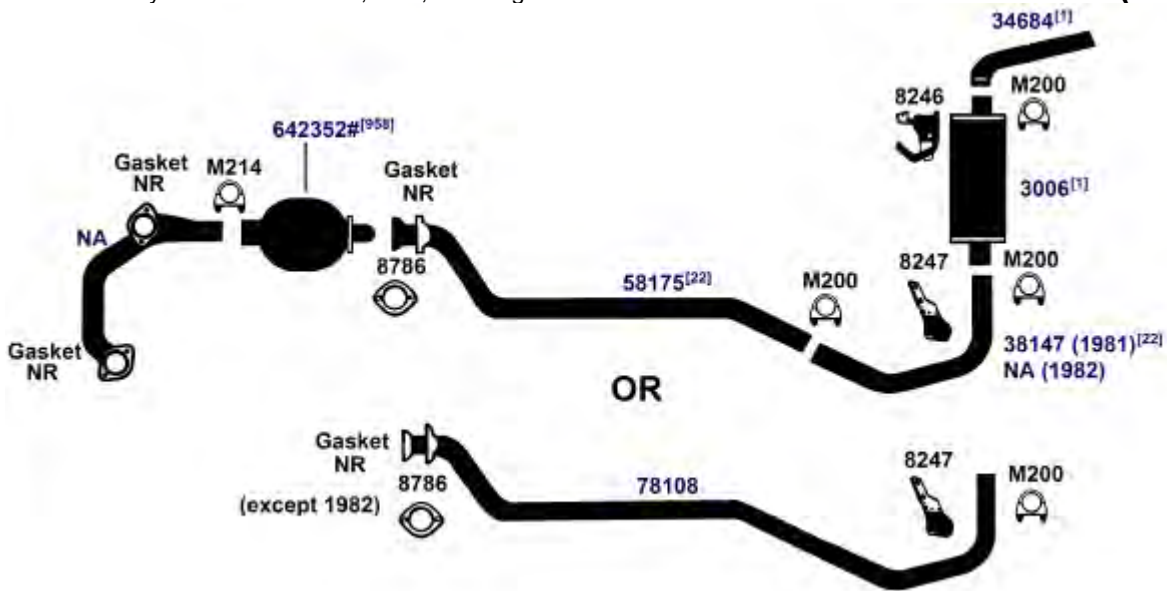 34684[1]
M200
8246
642352#[958]
Gasket
NR
M214
Gasket
NR
3006[1]
NA
8786
8247
M200
58175[22]
M200
Gasket
NR
38147 (1981)[22]
NA (1982)
OR
Gasket
NR
8786
(except 1982)
78108
8247
M200